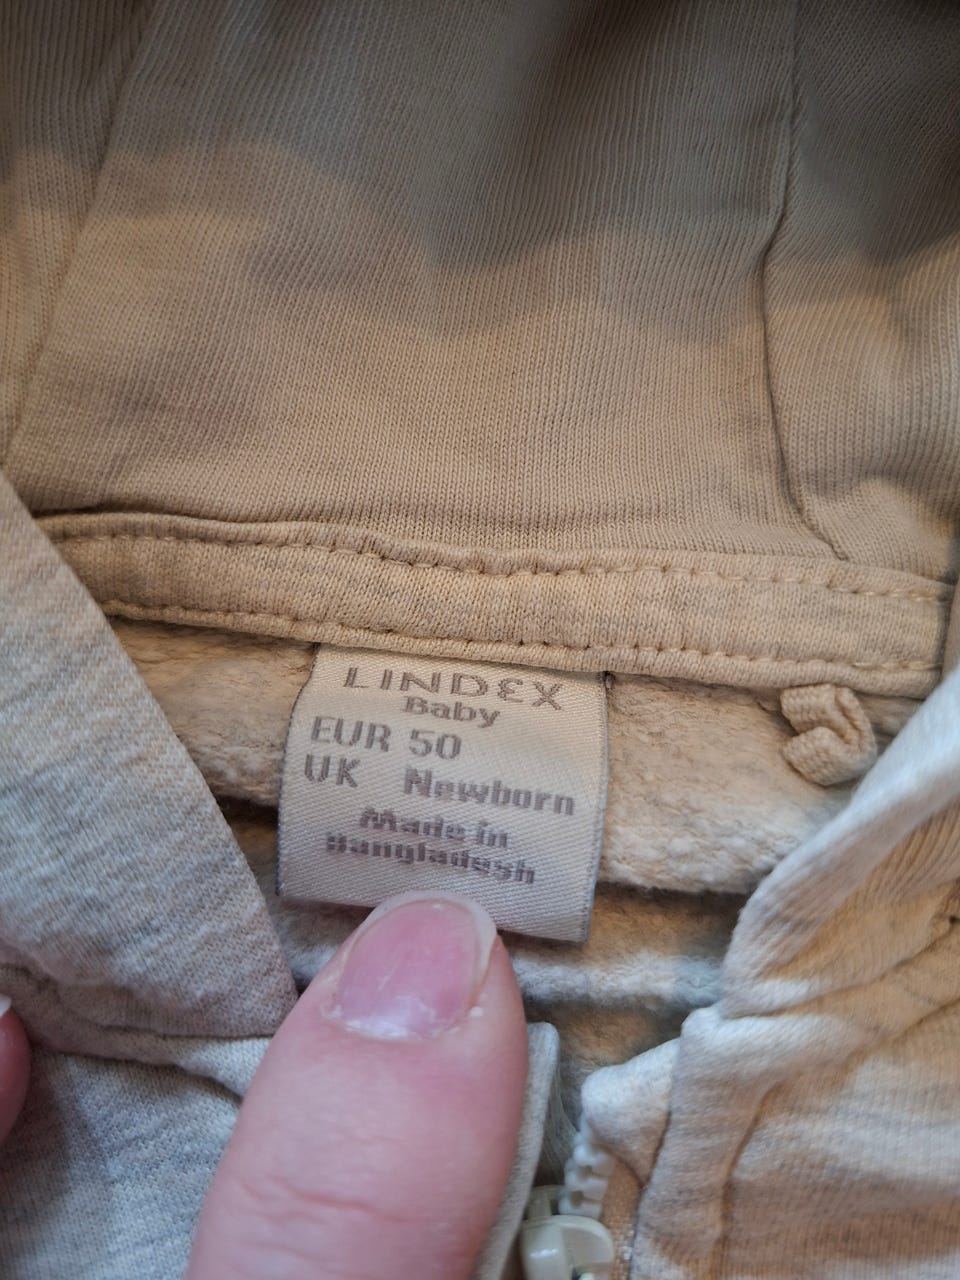 LINDEX
Baby
EUR 50
UK Newborn
Made in
Bangladesh